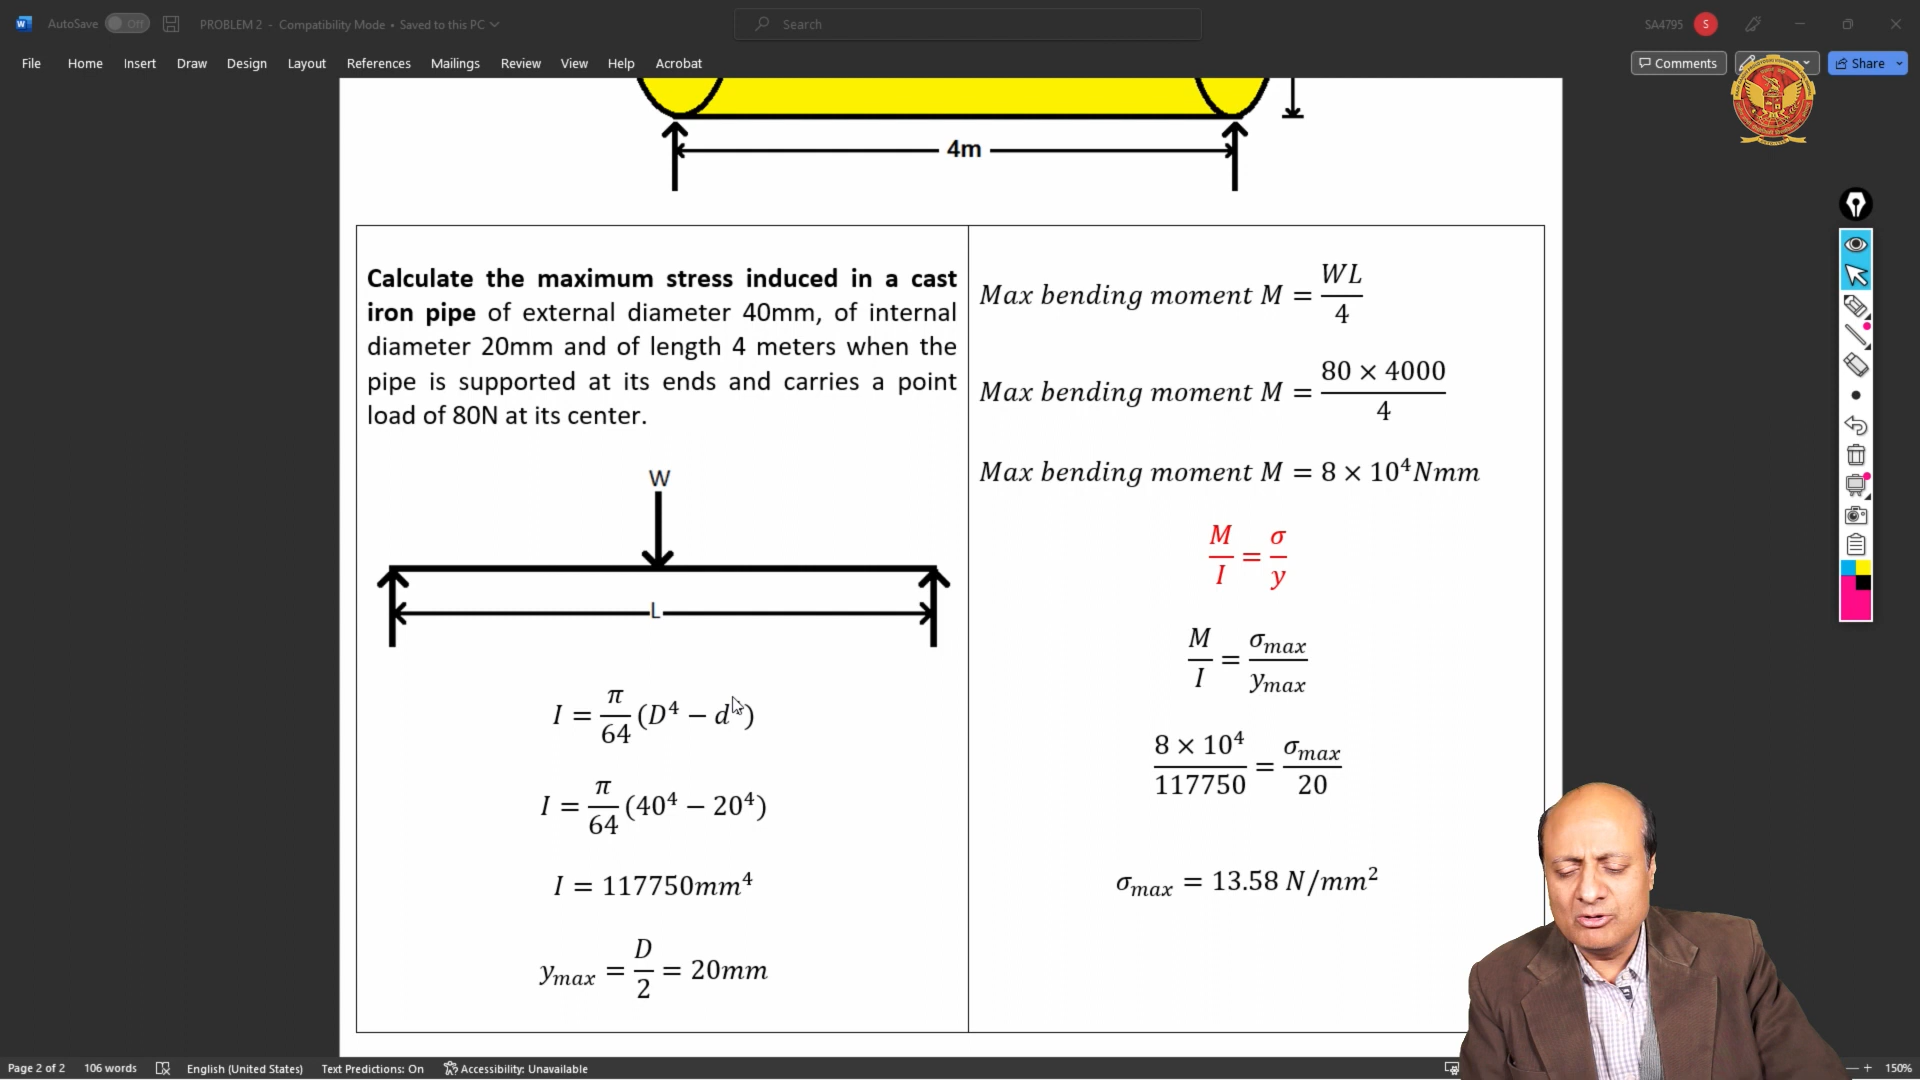 AutoSave Off PROBLEM 2 - Compatibility Mode • Saved to this PC Search SA4795 S
File Home Insert Draw Design Layout References Mailings Review View Help Acrobat Comments Share
4m
Calculate the maximum stress induced in a cast
iron pipe of external diameter 40mm, of internal
diameter 20mm and of length 4 meters when the
pipe is supported at its ends and carries a point
load of 80N at its center.
W
L
I = π/64 (D⁴ − d⁴)
I = π/64 (40⁴ − 20⁴)
I = 117750mm⁴
y_max = D/2 = 20mm
Max bending moment M = WL/4
Max bending moment M = 80 × 4000/4
Max bending moment M = 8 × 10⁴Nmm
M/I = σ/y
M/I = σ_max/y_max
8 × 10⁴/117750 = σ_max/20
σ_max = 13.58 N/mm²
Page 2 of 2 106 words English (United States) Text Predictions: On Accessibility: Unavailable 150%